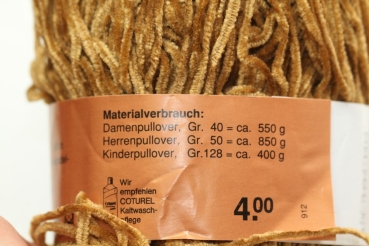 Materialverbrauch:
Damenpullover, Gr. 40 = ca. 550 g
Herrenpullover, Gr. 50 = ca. 850 g
Kinderpullover, Gr.128 = ca. 400 g
Wir
empfehlen
COTUREL
Kaltwasch-
pflege
4.00
912